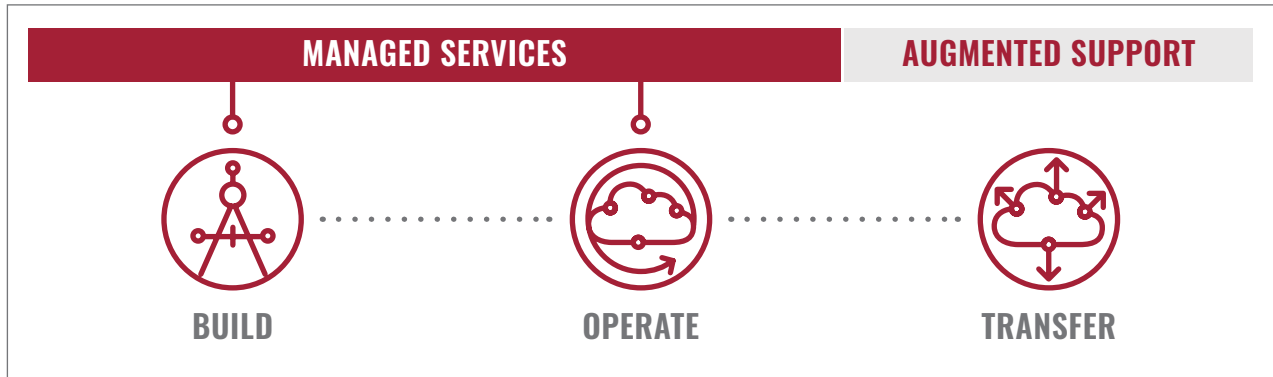 MANAGED SERVICES
AUGMENTED SUPPORT
BUILD
OPERATE
TRANSFER